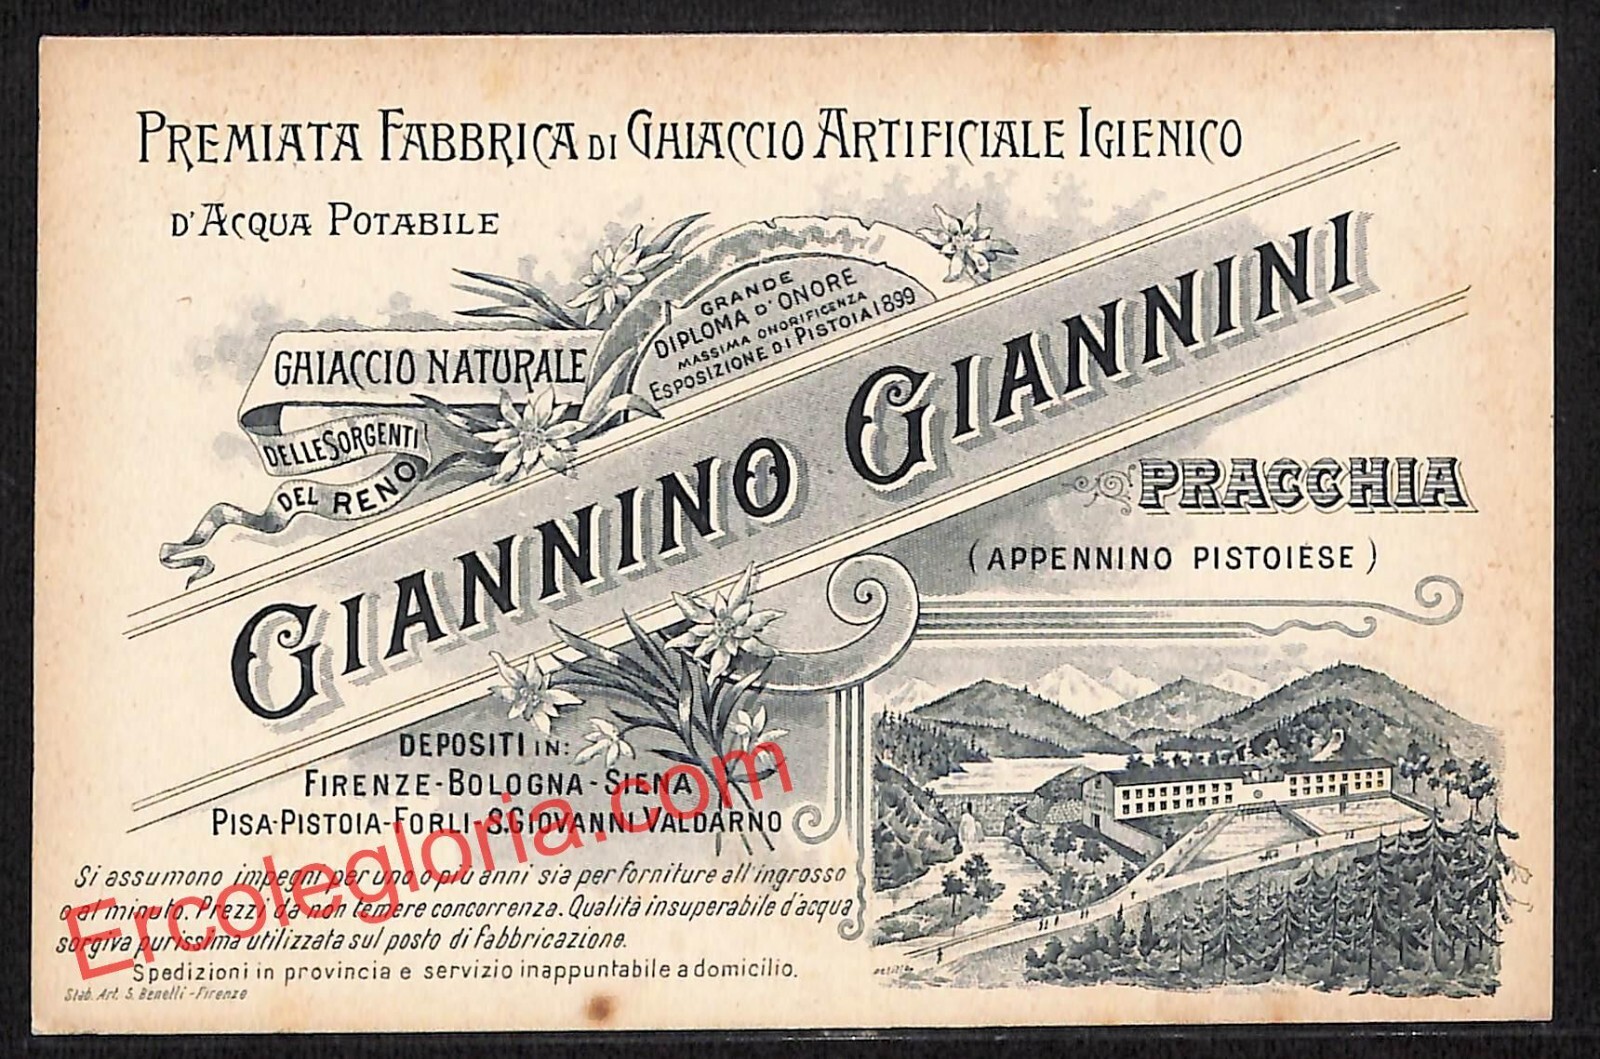 PREMIATA FABBRICA DI GHIACCIO ARTIFICIALE IGIENICO
D'ACQUA POTABILE
GRANDE
DIPLOMA D'ONORE
MASSIMA ONORIFICENZA
ESPOSIZIONE DI PISTOIA 1899
GHIACCIO NATURALE
DELLE SORGENTI
DEL RENO
GIANNINO GIANNINI
PRACCHIA
(APPENNINO PISTOIESE)
DEPOSITI IN:
FIRENZE-BOLOGNA-SIENA
PISA-PISTOIA-FORLI-S.GIOVANNI VALDARNO
Si assumono impegni per uno o più anni sia per forniture all'ingrosso
o al minuto. Prezzi da non temere concorrenza. Qualità insuperabile d'acqua
sorgiva purissima utilizzata sul posto di fabbricazione.
Spedizioni in provincia e servizio inappuntabile a domicilio.
Stab. Art. S. Benelli - Firenze
Ercolegloria.com